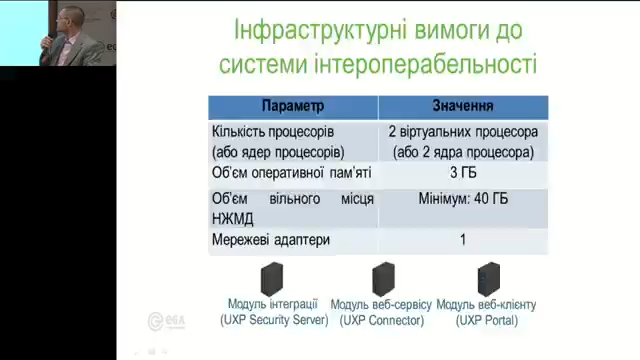 Інфраструктурні вимоги до
системи інтероперабельності
Параметр Значення
Кількість процесорів 2 віртуальних процесора
(або ядер процесорів) (або 2 ядра процесора)
Об'єм оперативної пам'яті 3 ГБ
Об'єм вільного місця Мінімум: 40 ГБ
НЖМД
Мережеві адаптери 1
Модуль інтеграції Модуль веб-сервісу Модуль веб-клієнту
(UXP Security Server) (UXP Connector) (UXP Portal)
eGA